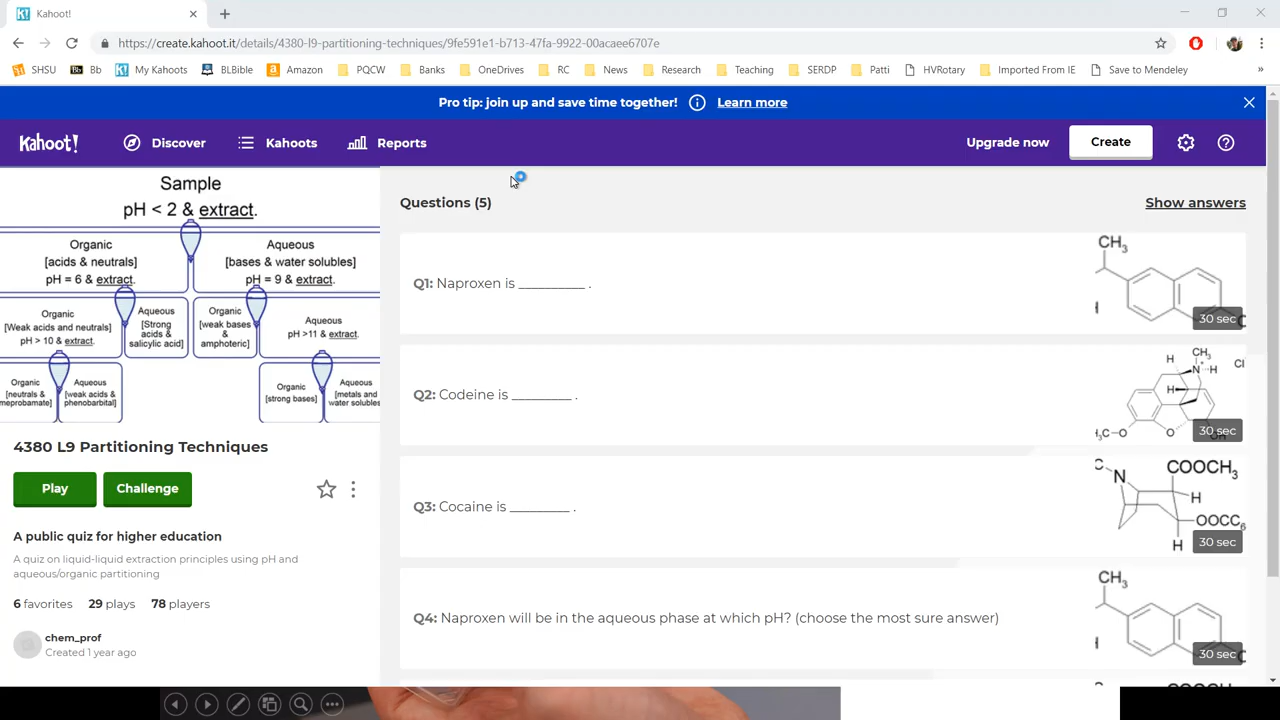 Kahoot!
https://create.kahoot.it/details/4380-l9-partitioning-techniques/9fe591e1-b713-47fa-9922-00acaee6707e
SHSU Bb Bb My Kahoots BLBible Amazon PQCW Banks OneDrives RC News Research Teaching SERDP Patti HVRotary Imported From IE Save to Mendeley »
Pro tip: join up and save time together! Learn more
Kahoot! Discover Kahoots Reports Upgrade now Create
Sample
pH < 2 & extract.
Organic
[acids & neutrals]
pH = 6 & extract.
Aqueous
[bases & water solubles]
pH = 9 & extract.
Organic
[Weak acids and neutrals]
pH > 10 & extract.
Aqueous
[Strong
acids &
salicylic acid]
Organic
[weak bases
&
amphoteric]
Aqueous
pH >11 & extract.
Organic
[neutrals &
meprobamate]
Aqueous
[weak acids &
phenobarbital]
Organic
[strong bases]
Aqueous
[metals and
water solubles
4380 L9 Partitioning Techniques
Play Challenge
A public quiz for higher education
A quiz on liquid-liquid extraction principles using pH and
aqueous/organic partitioning
6 favorites 29 plays 78 players
chem_prof
Created 1 year ago
Questions (5) Show answers
Q1: Naproxen is __________ .
CH3
30 sec
Q2: Codeine is _________ .
CH3
H N+ H Cl
H
H3C O O OH
30 sec
Q3: Cocaine is _________ .
C N COOCH3
H
OOCC6
H
30 sec
Q4: Naproxen will be in the aqueous phase at which pH? (choose the most sure answer)
CH3
30 sec